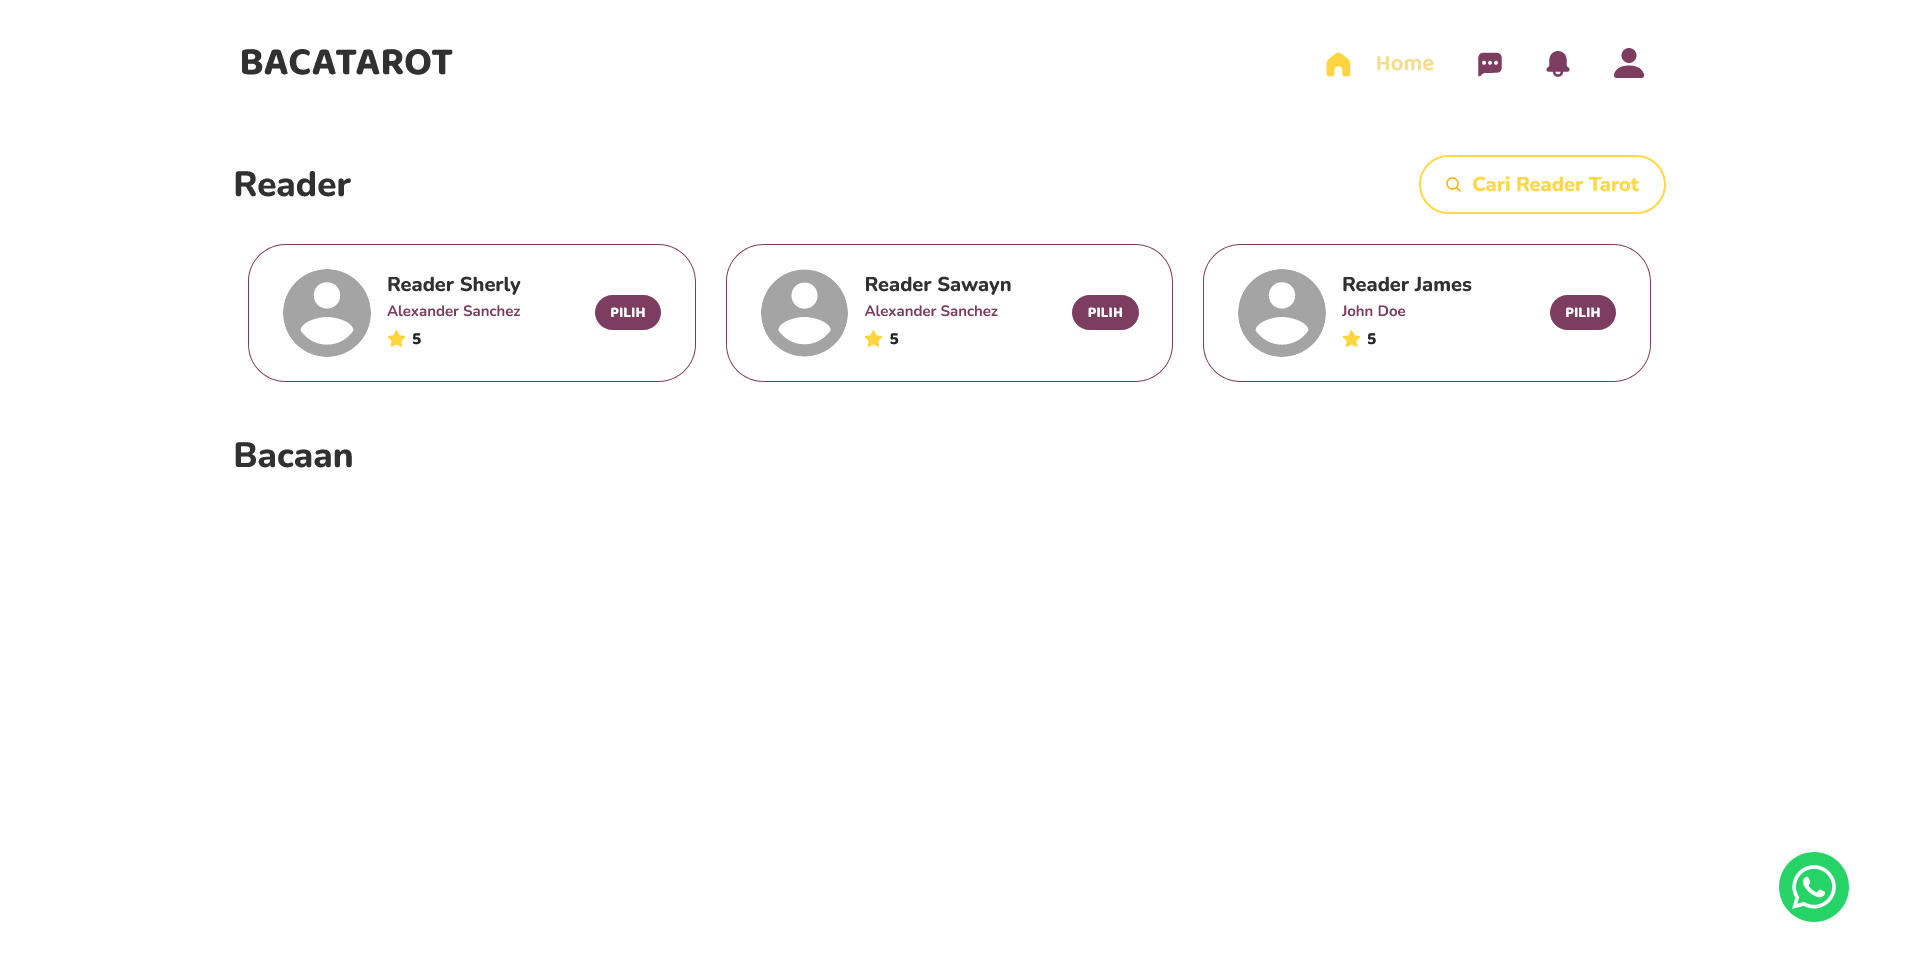 BACATAROT
Home
Reader
Cari Reader Tarot
Reader Sherly
Alexander Sanchez
5
PILIH
Reader Sawayn
Alexander Sanchez
5
PILIH
Reader James
John Doe
5
PILIH
Bacaan